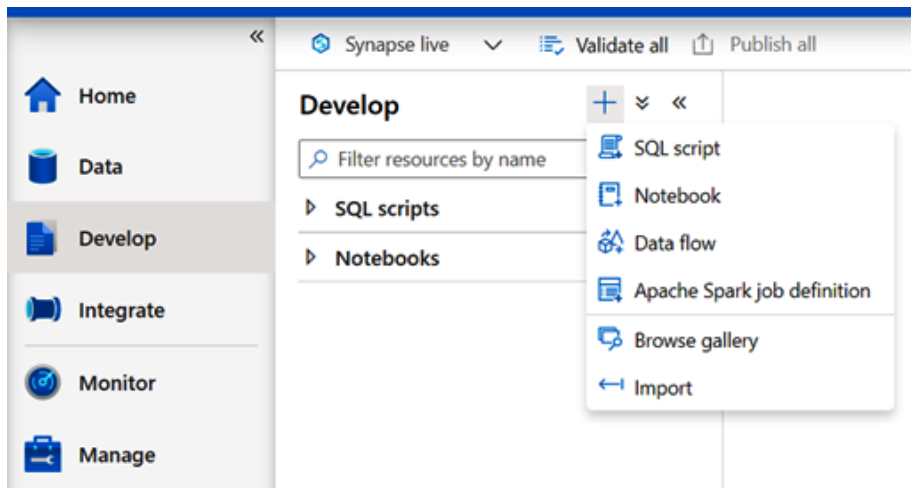 Synapse live
Validate all
Publish all
Home
Data
Develop
Integrate
Monitor
Manage
Develop
Filter resources by name
SQL scripts
Notebooks
SQL script
Notebook
Data flow
Apache Spark job definition
Browse gallery
Import